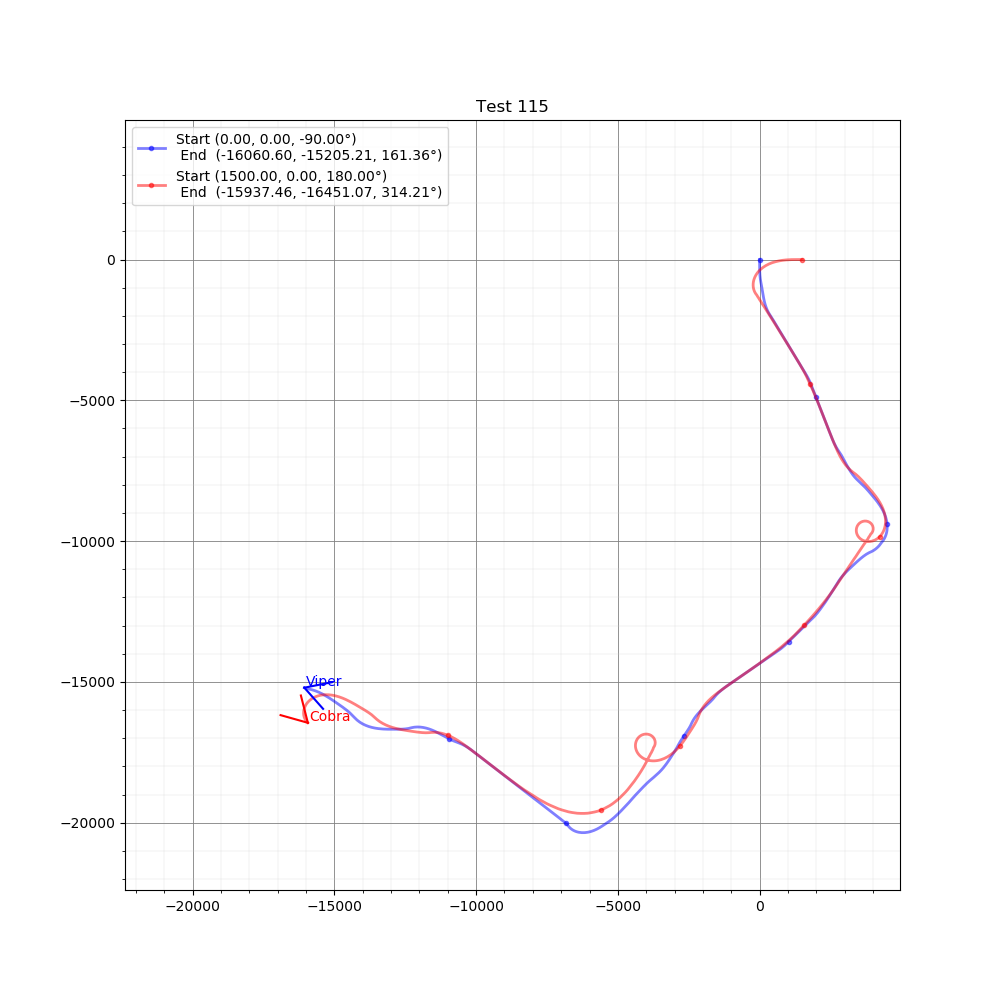 Test 115
Start (0.00, 0.00, -90.00°)
End (-16060.60, -15205.21, 161.36°)
Start (1500.00, 0.00, 180.00°)
End (-15937.46, -16451.07, 314.21°)
0
−5000
−10000
−15000
−20000
Viper
Cobra
−20000
−15000
−10000
−5000
0